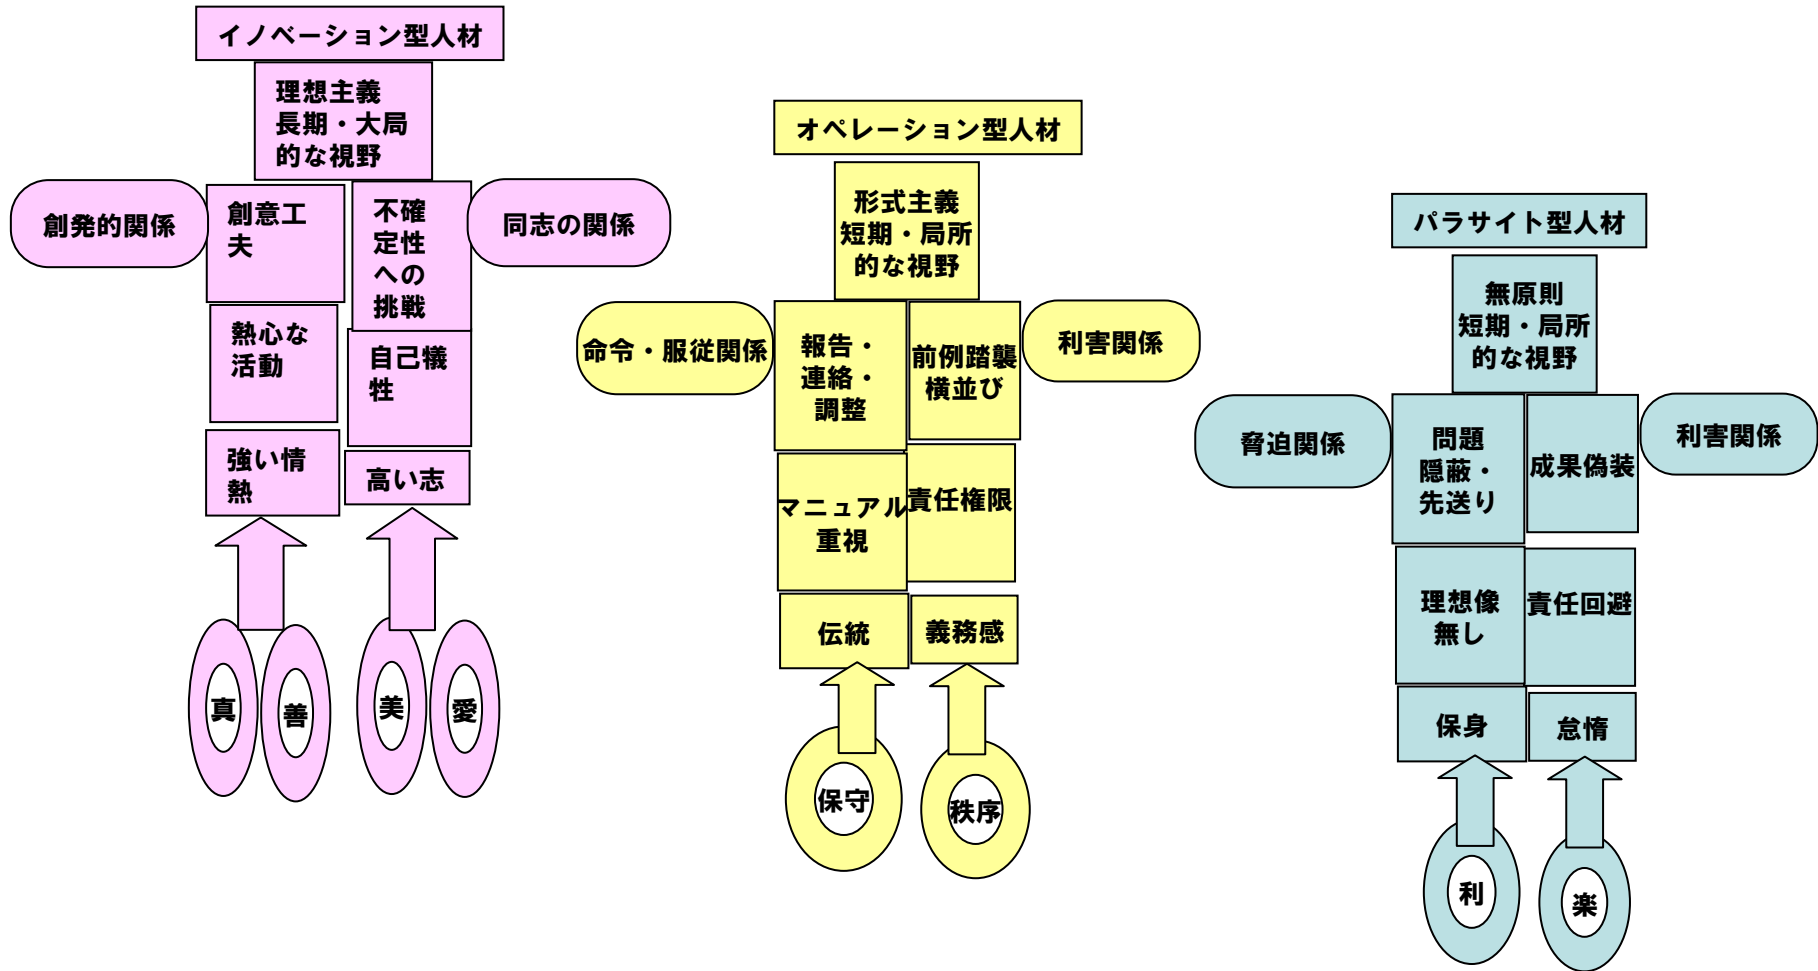 イノベーション型人材
理想主義
長期・大局
的な視野
創発的関係
創意工
夫
不確
定性
への
挑戦
同志の関係
熱心な
活動
自己犠
牲
強い情
熱
高い志
真
善
美
愛
オペレーション型人材
形式主義
短期・局所
的な視野
命令・服従関係
報告・
連絡・
調整
前例踏襲
横並び
利害関係
マニュアル
重視
責任権限
伝統
義務感
保守
秩序
パラサイト型人材
無原則
短期・局所
的な視野
脅迫関係
問題
隠蔽・
先送り
成果偽装
利害関係
理想像
無し
責任回避
保身
怠惰
利
楽